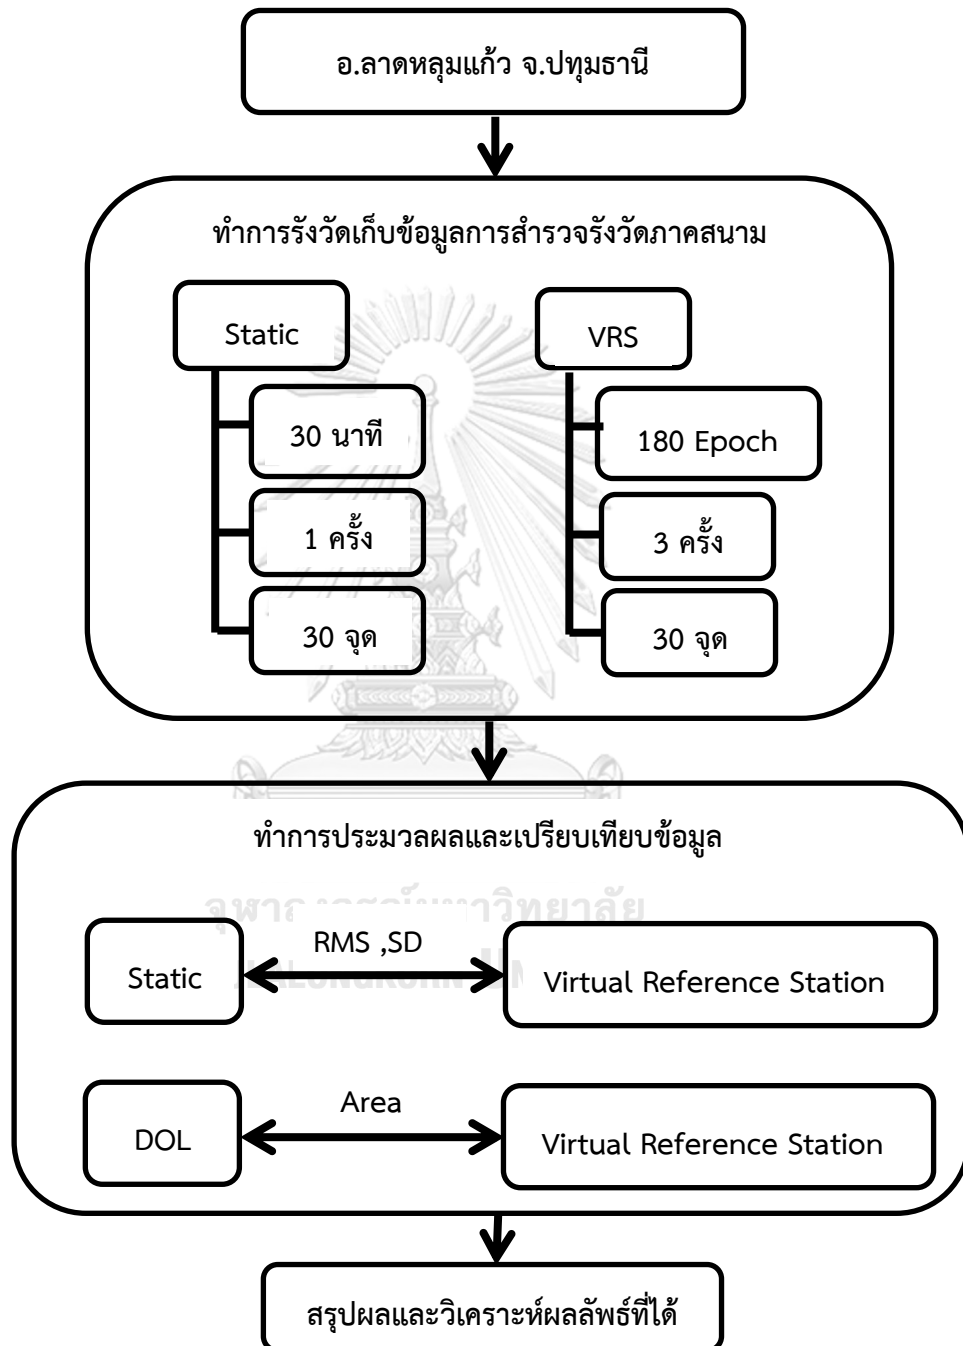 อ.ลาดหลุมแก้ว จ.ปทุมธานี
ทำการรังวัดเก็บข้อมูลการสำรวจรังวัดภาคสนาม
Static
VRS
30 นาที
180 Epoch
1 ครั้ง
3 ครั้ง
30 จุด
30 จุด
ทำการประมวลผลและเปรียบเทียบข้อมูล
RMS ,SD
Static
Virtual Reference Station
Area
DOL
Virtual Reference Station
สรุปผลและวิเคราะห์ผลลัพธ์ที่ได้